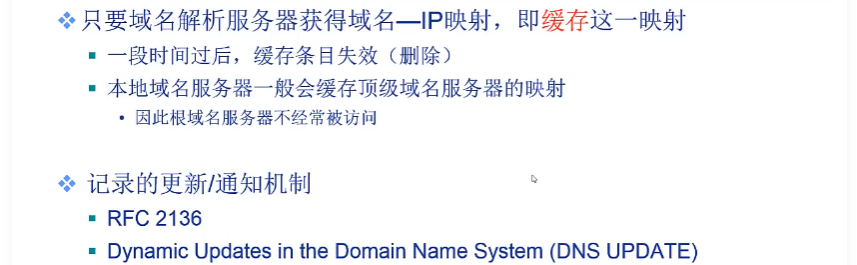 只要域名解析服务器获得域名—IP映射，即缓存这一映射
一段时间过后，缓存条目失效（删除）
本地域名服务器一般会缓存顶级域名服务器的映射
因此根域名服务器不经常被访问
记录的更新/通知机制
RFC 2136
Dynamic Updates in the Domain Name System (DNS UPDATE)